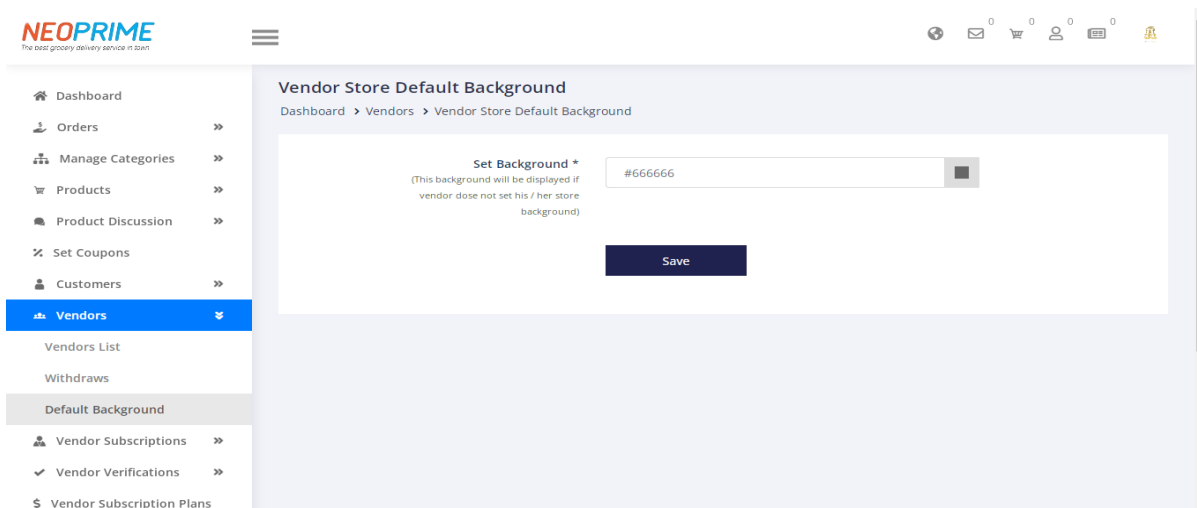 NEOPRIME
The best grocery delivery service in town
0 0 0 0
Dashboard
Orders
Manage Categories
Products
Product Discussion
Set Coupons
Customers
Vendors
Vendors List
Withdraws
Default Background
Vendor Subscriptions
Vendor Verifications
Vendor Subscription Plans
Vendor Store Default Background
Dashboard > Vendors > Vendor Store Default Background
Set Background *
(This background will be displayed if
vendor dose not set his / her store
background)
#666666
Save